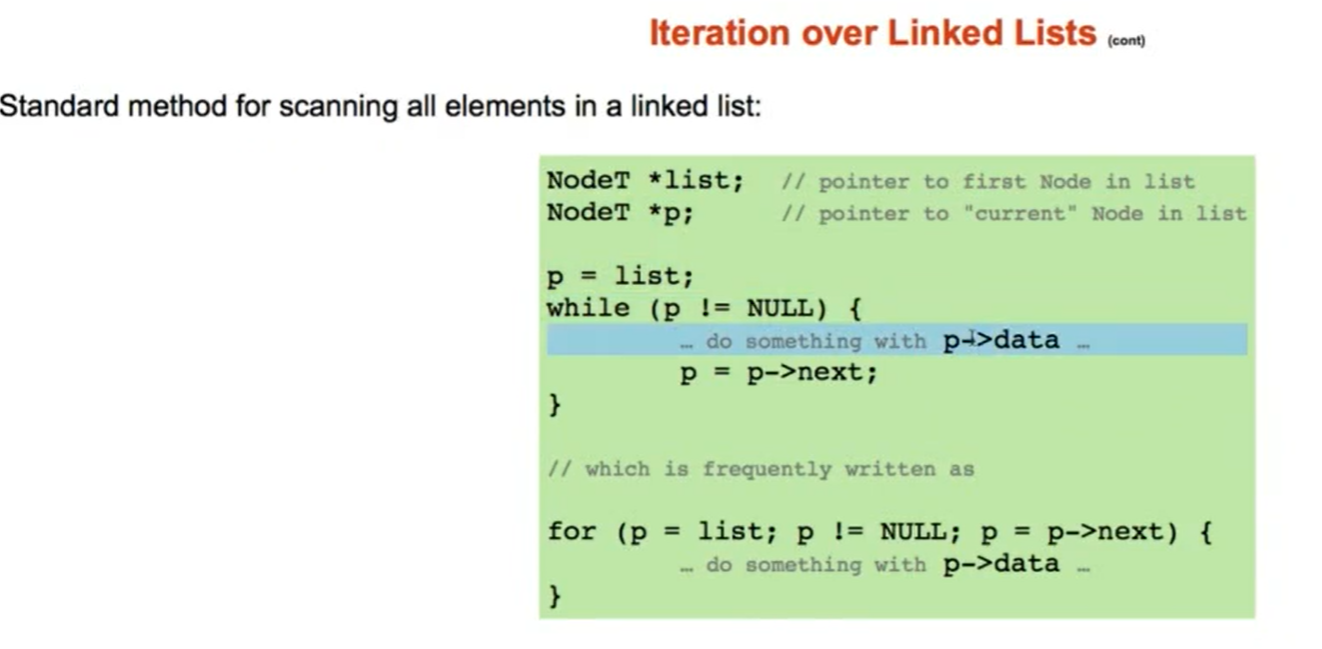 Iteration over Linked Lists (cont)
Standard method for scanning all elements in a linked list:
NodeT *list;  // pointer to first Node in list
NodeT *p;     // pointer to "current" Node in list
p = list;
while (p != NULL) {
… do something with p->data …
p = p->next;
}
// which is frequently written as
for (p = list; p != NULL; p = p->next) {
… do something with p->data …
}